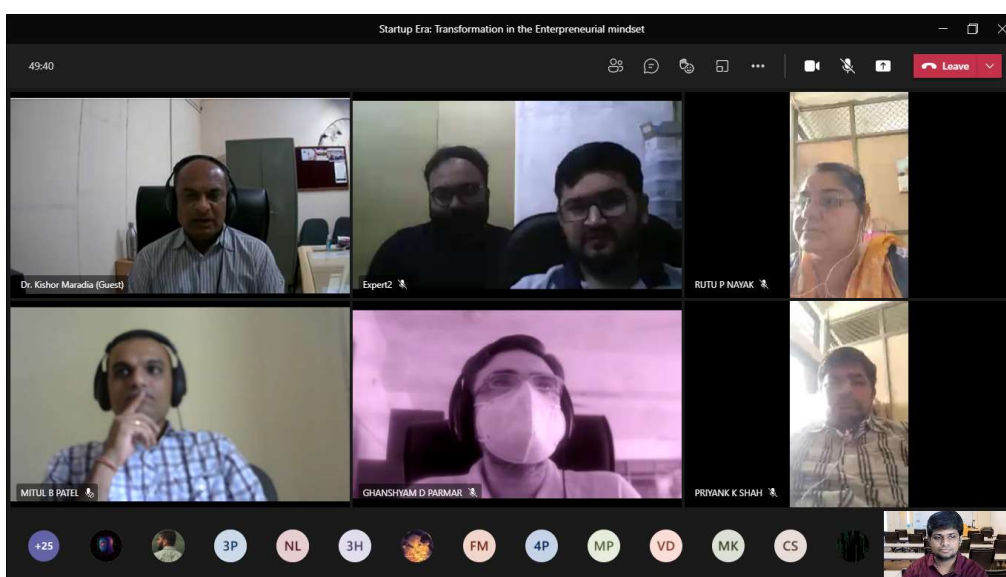 Startup Era: Transformation in the Enterpreneurial mindset
49:40
Leave
Dr. Kishor Maradia (Guest)
Expert2
RUTU P NAYAK
MITUL B PATEL
GHANSHYAM D PARMAR
PRIYANK K SHAH
+25
3P
NL
3H
FM
4P
MP
VD
MK
CS